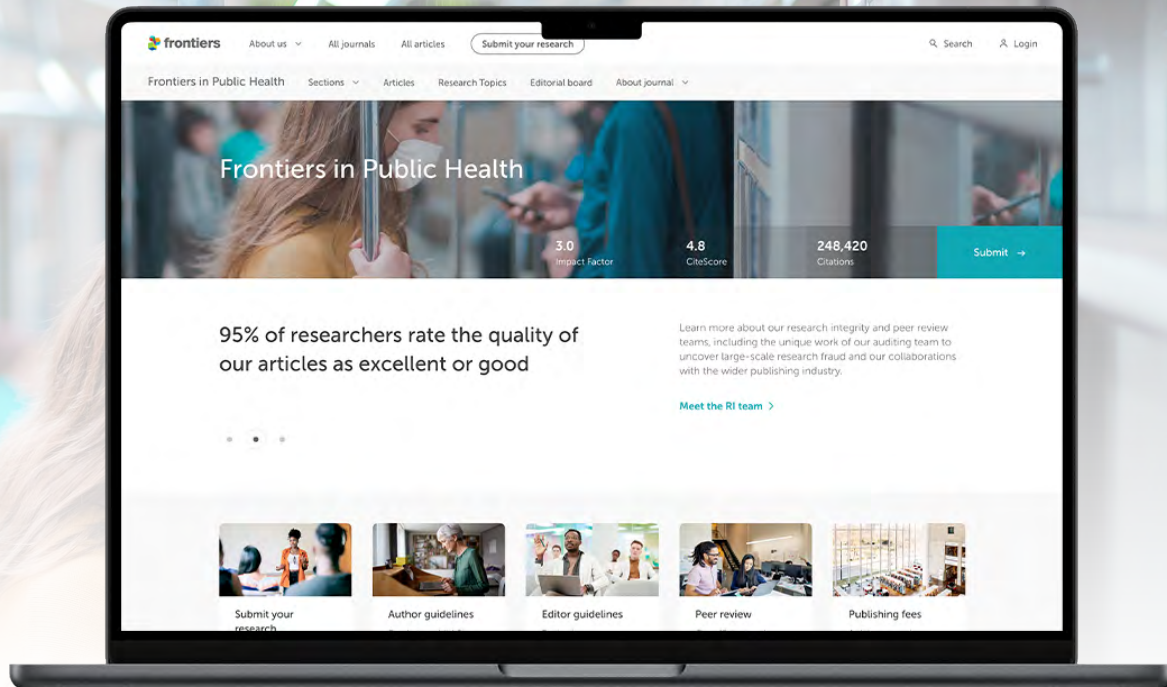 frontiers
About us
All journals
All articles
Submit your research
Search
Login
Frontiers in Public Health
Sections
Articles
Research Topics
Editorial board
About journal
Frontiers in Public Health
3.0
Impact Factor
4.8
CiteScore
248,420
Citations
Submit →
95% of researchers rate the quality of
our articles as excellent or good
Learn more about our research integrity and peer review
teams, including the unique work of our auditing team to
uncover large-scale research fraud and our collaborations
with the wider publishing industry.
Meet the RI team >
Submit your
research
Author guidelines
Editor guidelines
Peer review
Publishing fees